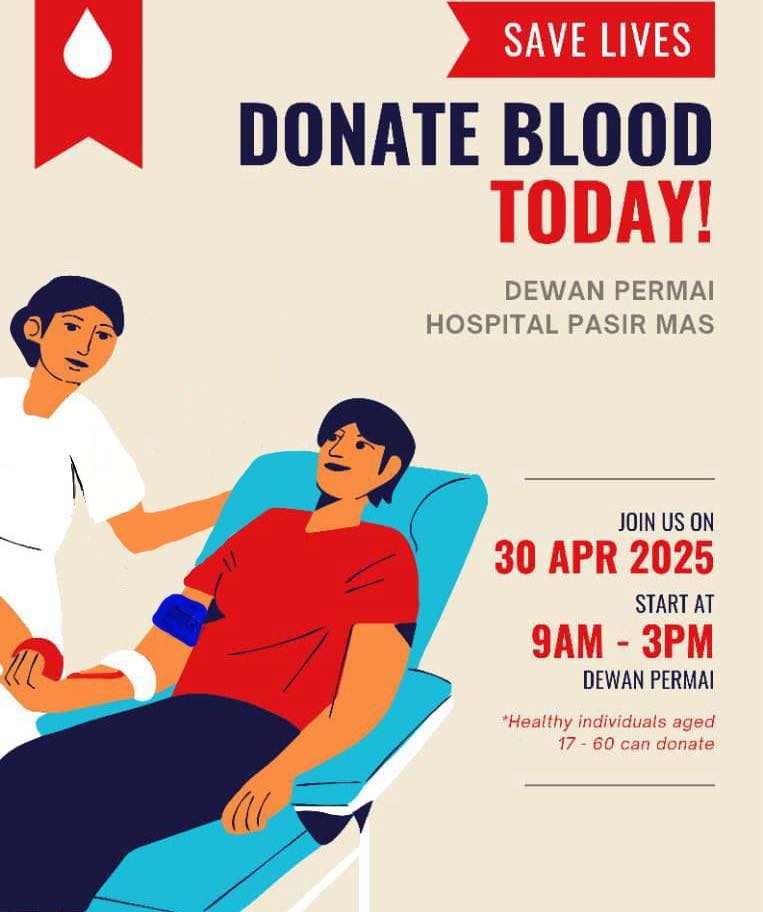 SAVE LIVES
DONATE BLOOD
TODAY!
DEWAN PERMAI
HOSPITAL PASIR MAS
JOIN US ON
30 APR 2025
START AT
9AM - 3PM
DEWAN PERMAI
*Healthy individuals aged
17 - 60 can donate